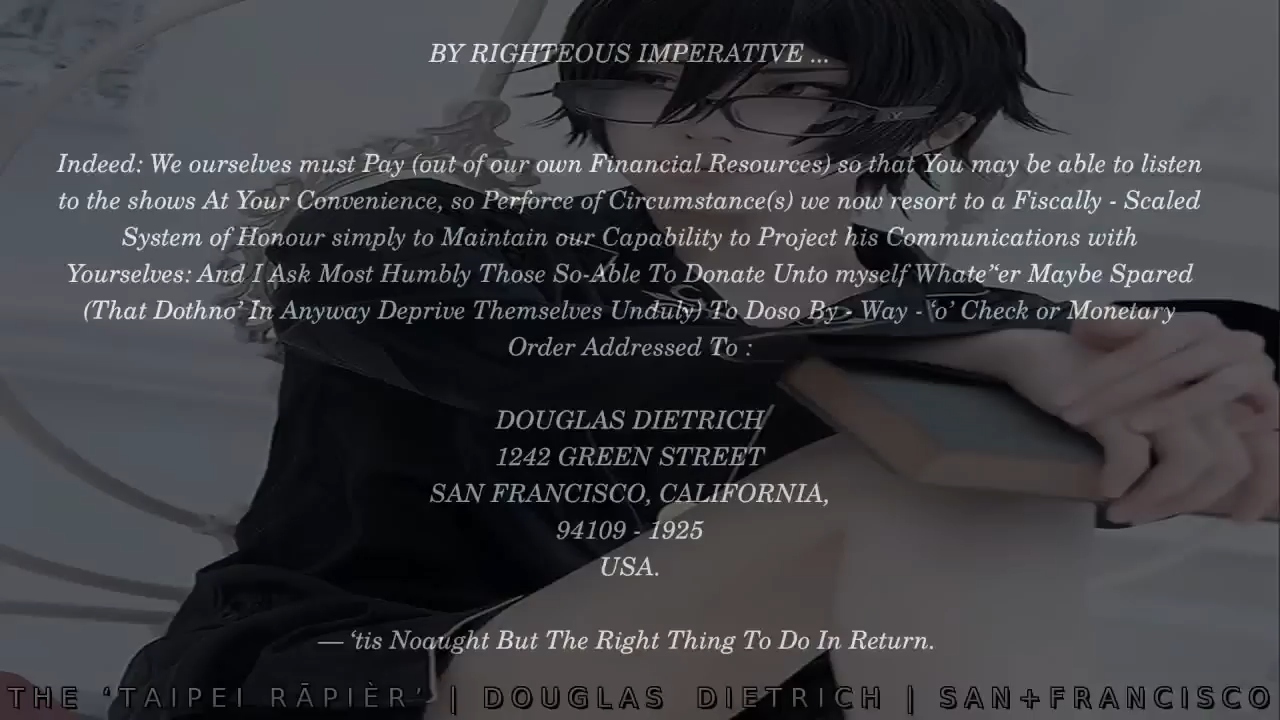 BY RIGHTEOUS IMPERATIVE ...
Indeed: We ourselves must Pay (out of our own Financial Resources) so that You may be able to listen
to the shows At Your Convenience, so Perforce of Circumstance(s) we now resort to a Fiscally - Scaled
System of Honour simply to Maintain our Capability to Project his Communications with
Yourselves: And I Ask Most Humbly Those So-Able To Donate Unto myself Whate”er Maybe Spared
(That Dothno’ In Anyway Deprive Themselves Unduly) To Doso By - Way - ‘o’ Check or Monetary
Order Addressed To :
DOUGLAS DIETRICH
1242 GREEN STREET
SAN FRANCISCO, CALIFORNIA,
94109 - 1925
USA.
— ‘tis Noaught But The Right Thing To Do In Return.
THE ‘TAIPEI RĀPIÈR’ | DOUGLAS DIETRICH | SAN+FRANCISCO